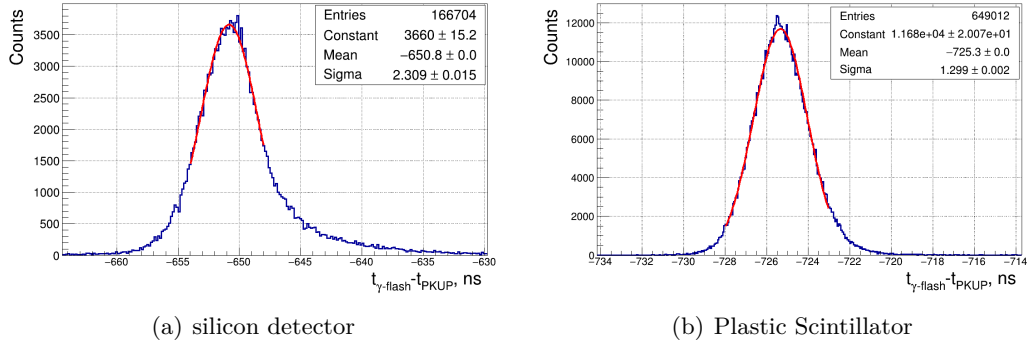 Counts
3500
3000
2500
2000
1500
1000
500
0
−660
−655
−650
−645
−640
−635
−630
t_γ-flash-t_PKUP, ns
Entries 166704
Constant 3660 ± 15.2
Mean −650.8 ± 0.0
Sigma 2.309 ± 0.015
(a) silicon detector
Counts
12000
10000
8000
6000
4000
2000
0
−734
−732
−730
−728
−726
−724
−722
−720
−718
−716
−714
t_γ-flash-t_PKUP, ns
Entries 649012
Constant 1.168e+04 ± 2.007e+01
Mean −725.3 ± 0.0
Sigma 1.299 ± 0.002
(b) Plastic Scintillator